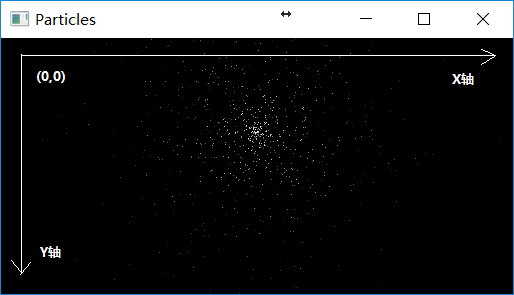 Particles
(0,0)
X轴
Y轴